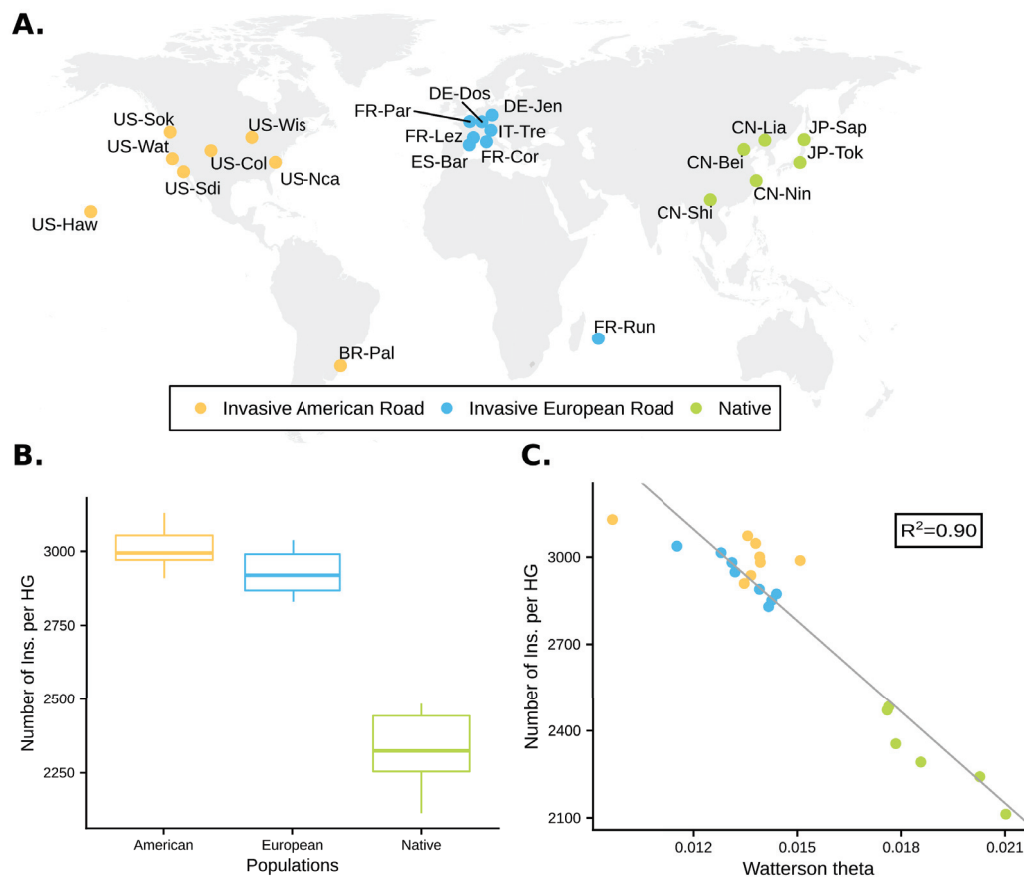 A.
US-Sok
US-Wat
US-Sdi
US-Col
US-Wis
US-Nca
US-Haw
BR-Pal
DE-Dos
FR-Par
DE-Jen
FR-Lez
IT-Tre
ES-Bar
FR-Cor
FR-Run
CN-Lia
JP-Sap
CN-Bei
JP-Tok
CN-Nin
CN-Shi
Invasive American Road Invasive European Road Native
B.
Number of Ins. per HG
3000
2750
2500
2250
American European Native
Populations
C.
Number of Ins. per HG
R²=0.90
3000
2700
2400
2100
0.012 0.015 0.018 0.021
Watterson theta